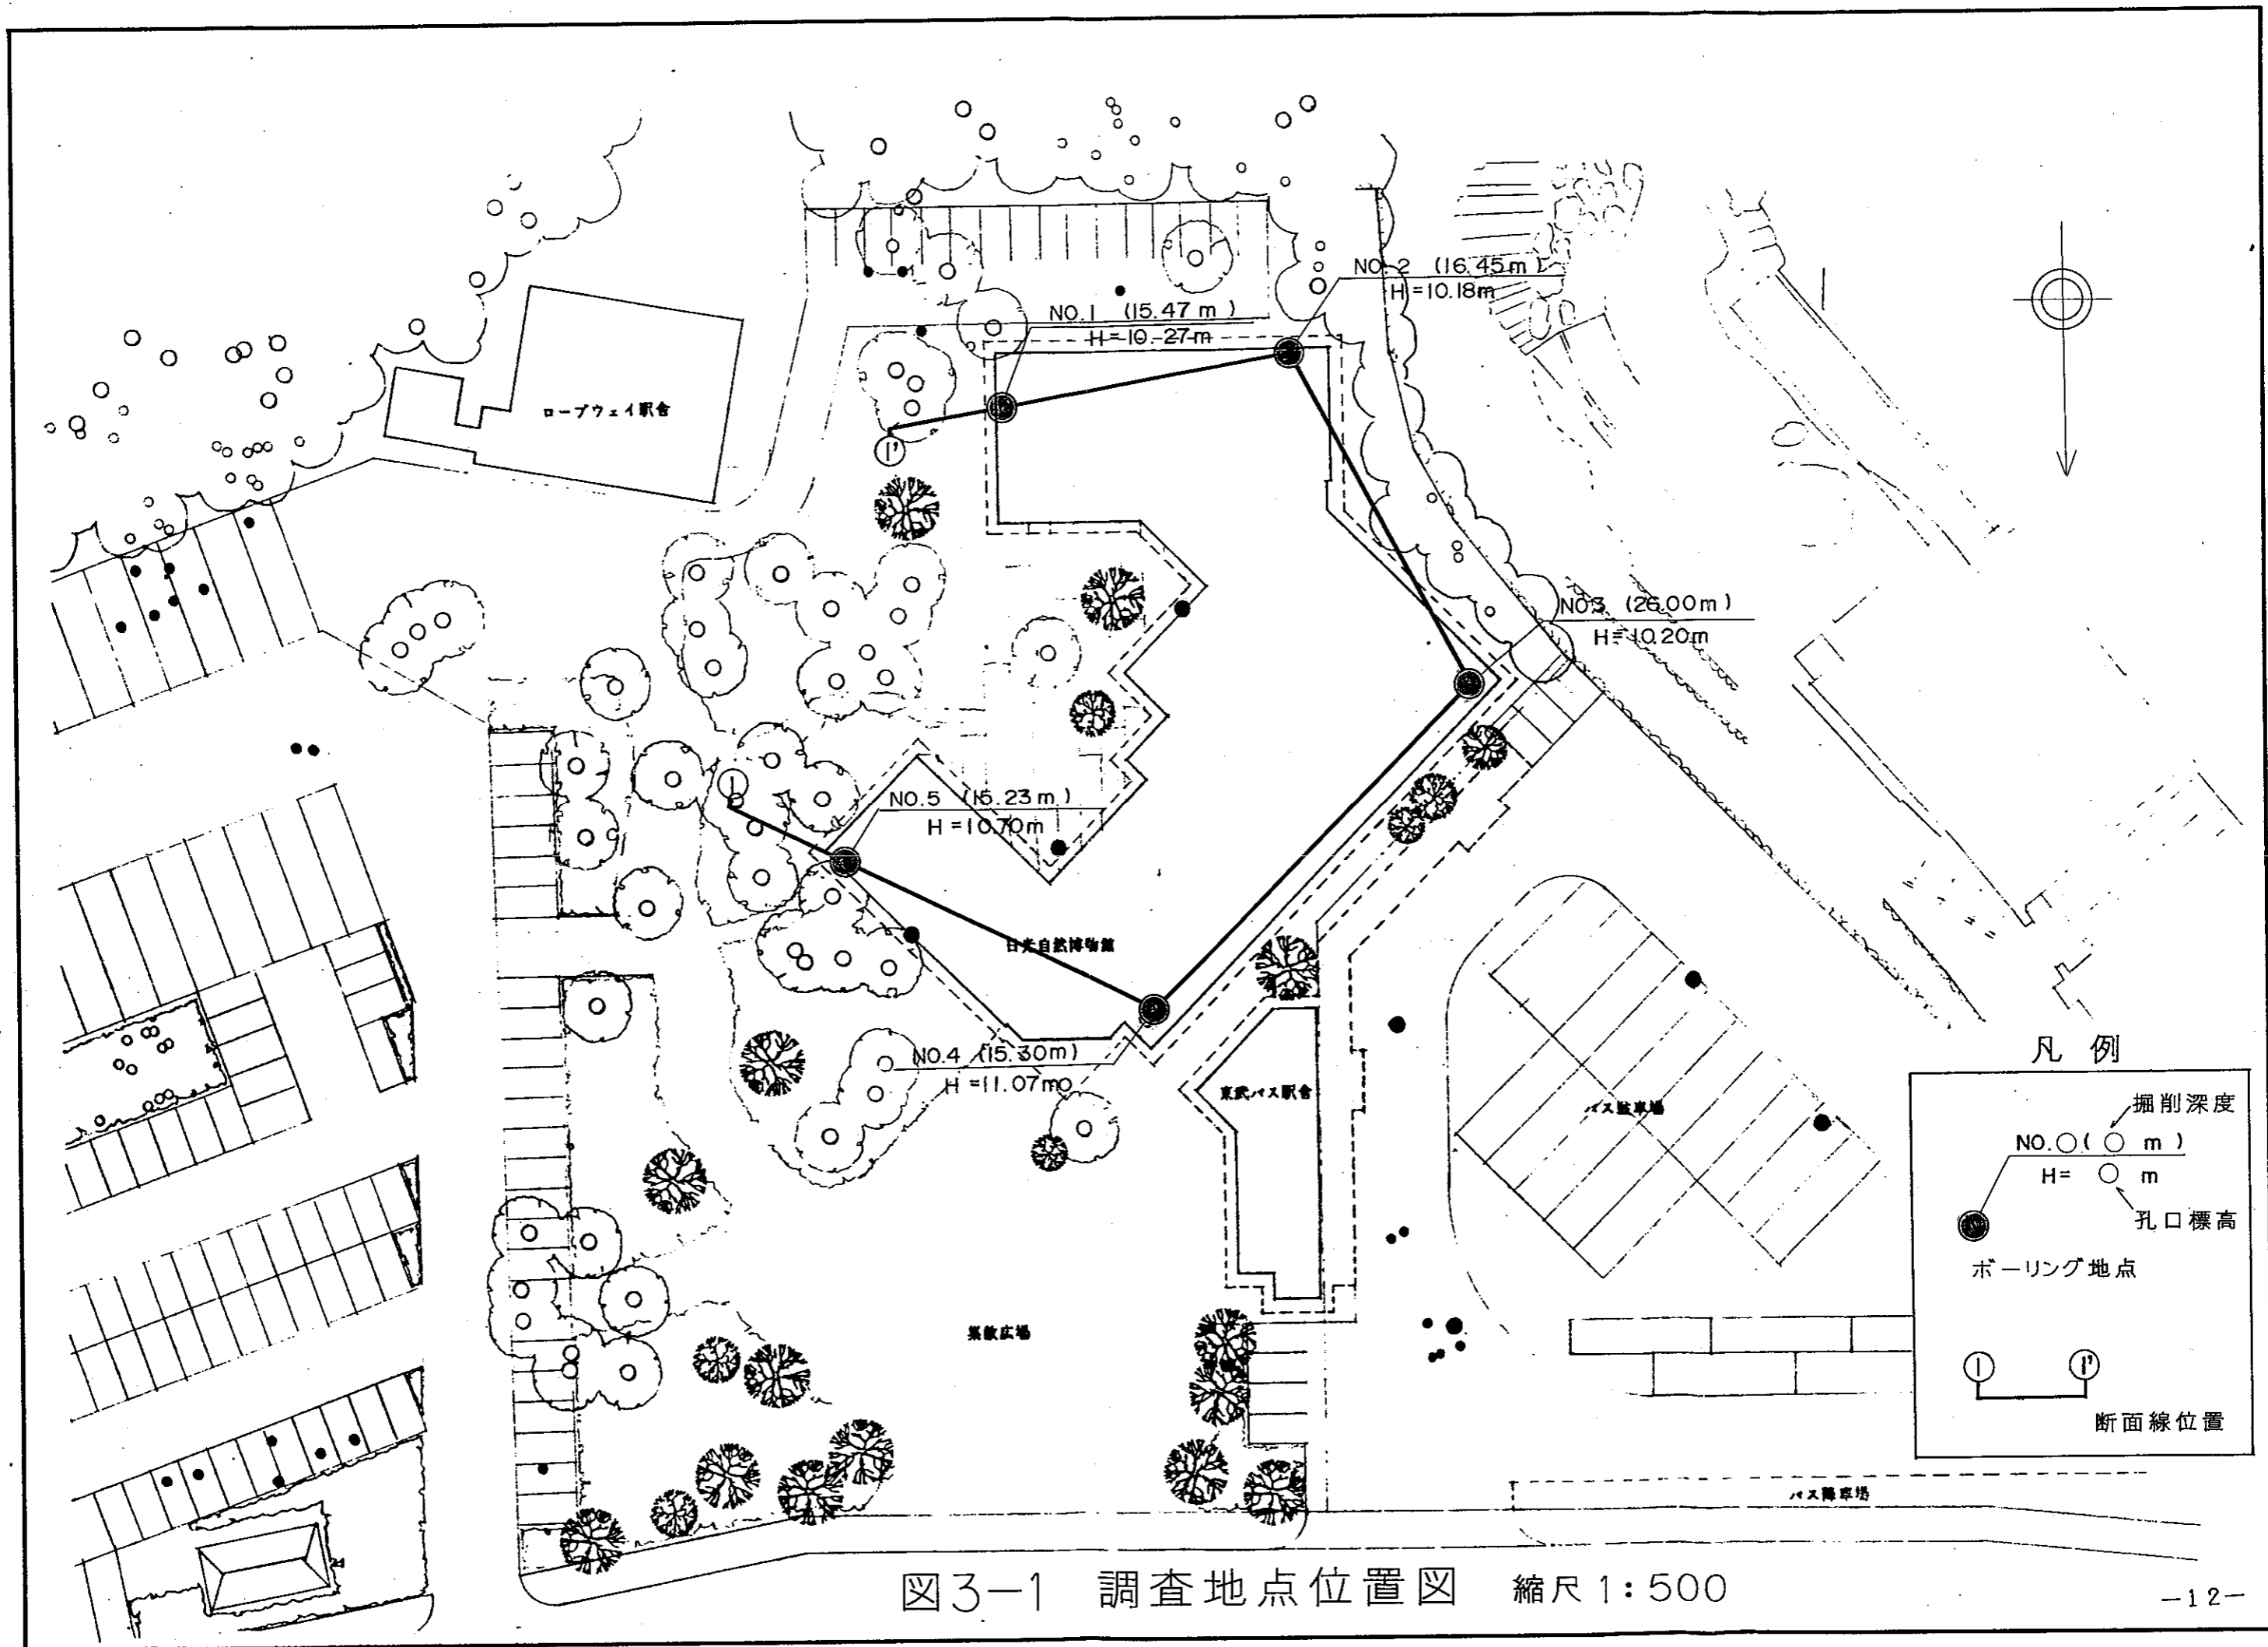 NO.2 (16.45m)
H=10.18m
NO.1 (15.47m)
H=10.27m
ロープウェイ駅舎
1'
NO.3 (26.00m)
H=10.20m
1
NO.5 (15.23m)
H=10.70m
日光自然博物館
NO.4 (15.30m)
H=11.07m
東武バス駅舎
バス駐車場
集散広場
凡例
掘削深度
NO.○(○ m)
H= ○ m
孔口標高
ボーリング地点
1 1'
断面線位置
バス降車場
図3-1 調査地点位置図 縮尺 1:500
-12-